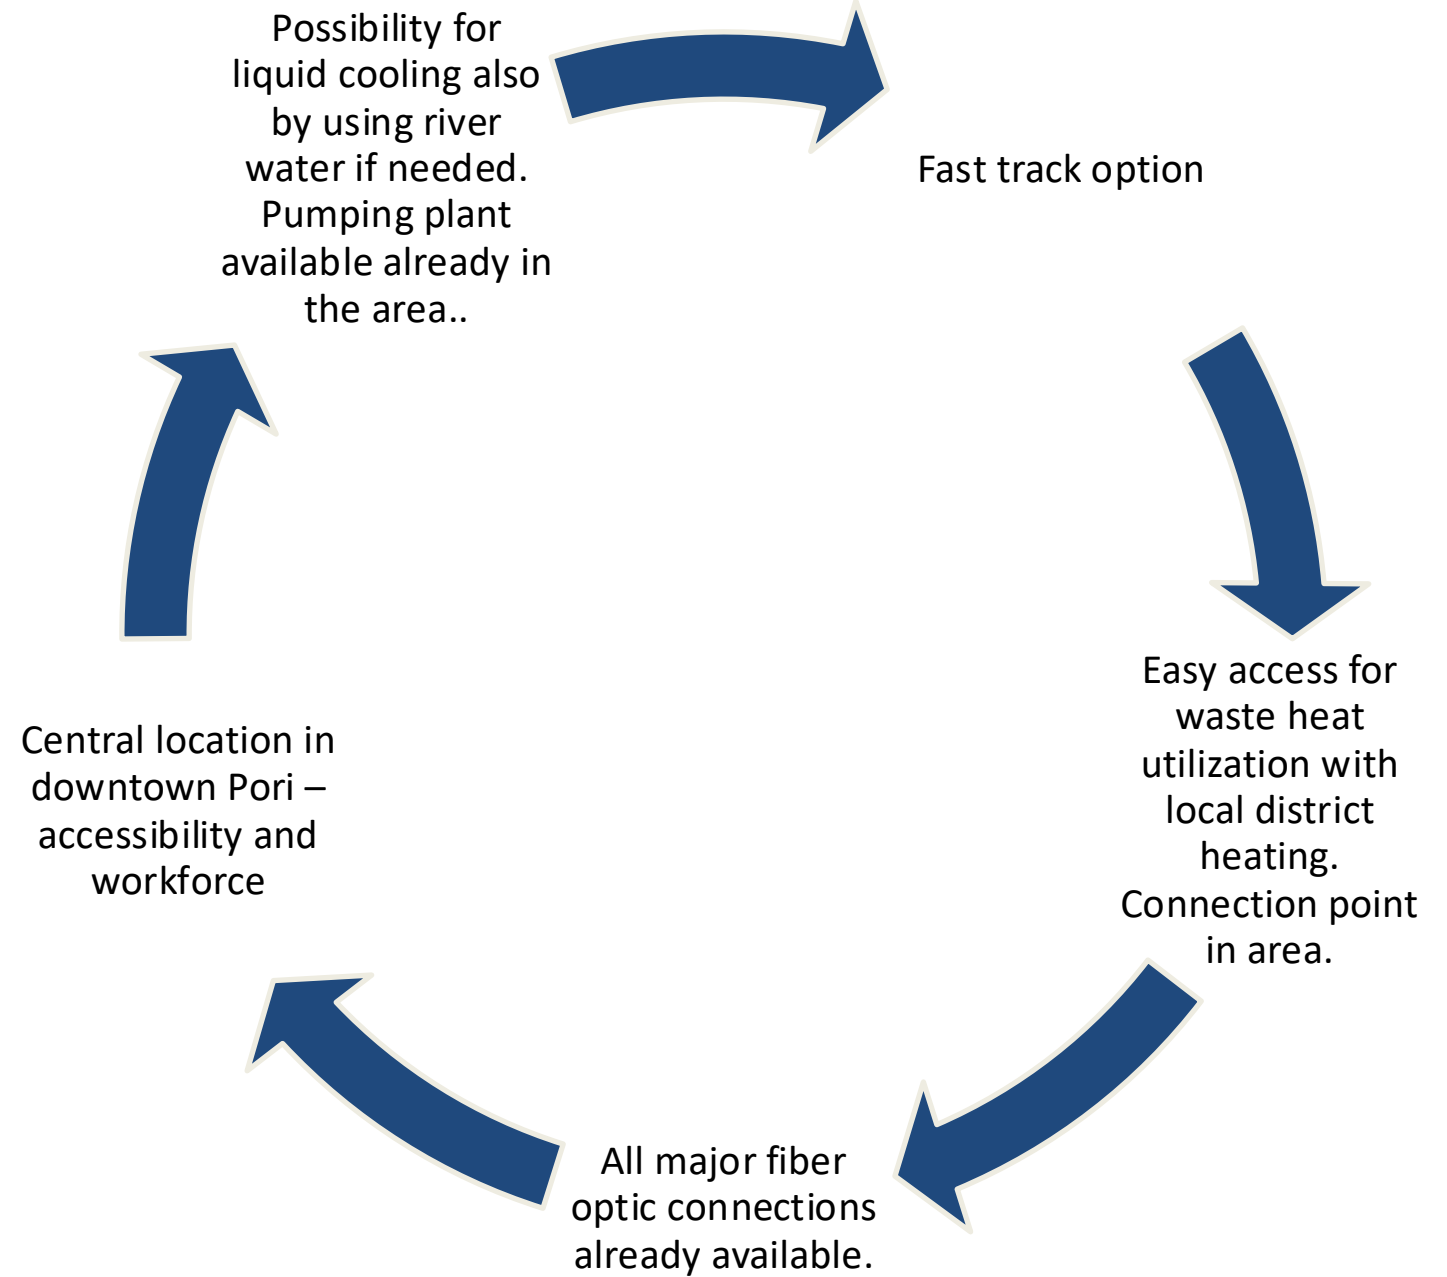 Possibility for
liquid cooling also
by using river
water if needed.
Pumping plant
available already in
the area..
Fast track option
Easy access for
waste heat
utilization with
local district
heating.
Connection point
in area.
All major fiber
optic connections
already available.
Central location in
downtown Pori –
accessibility and
workforce